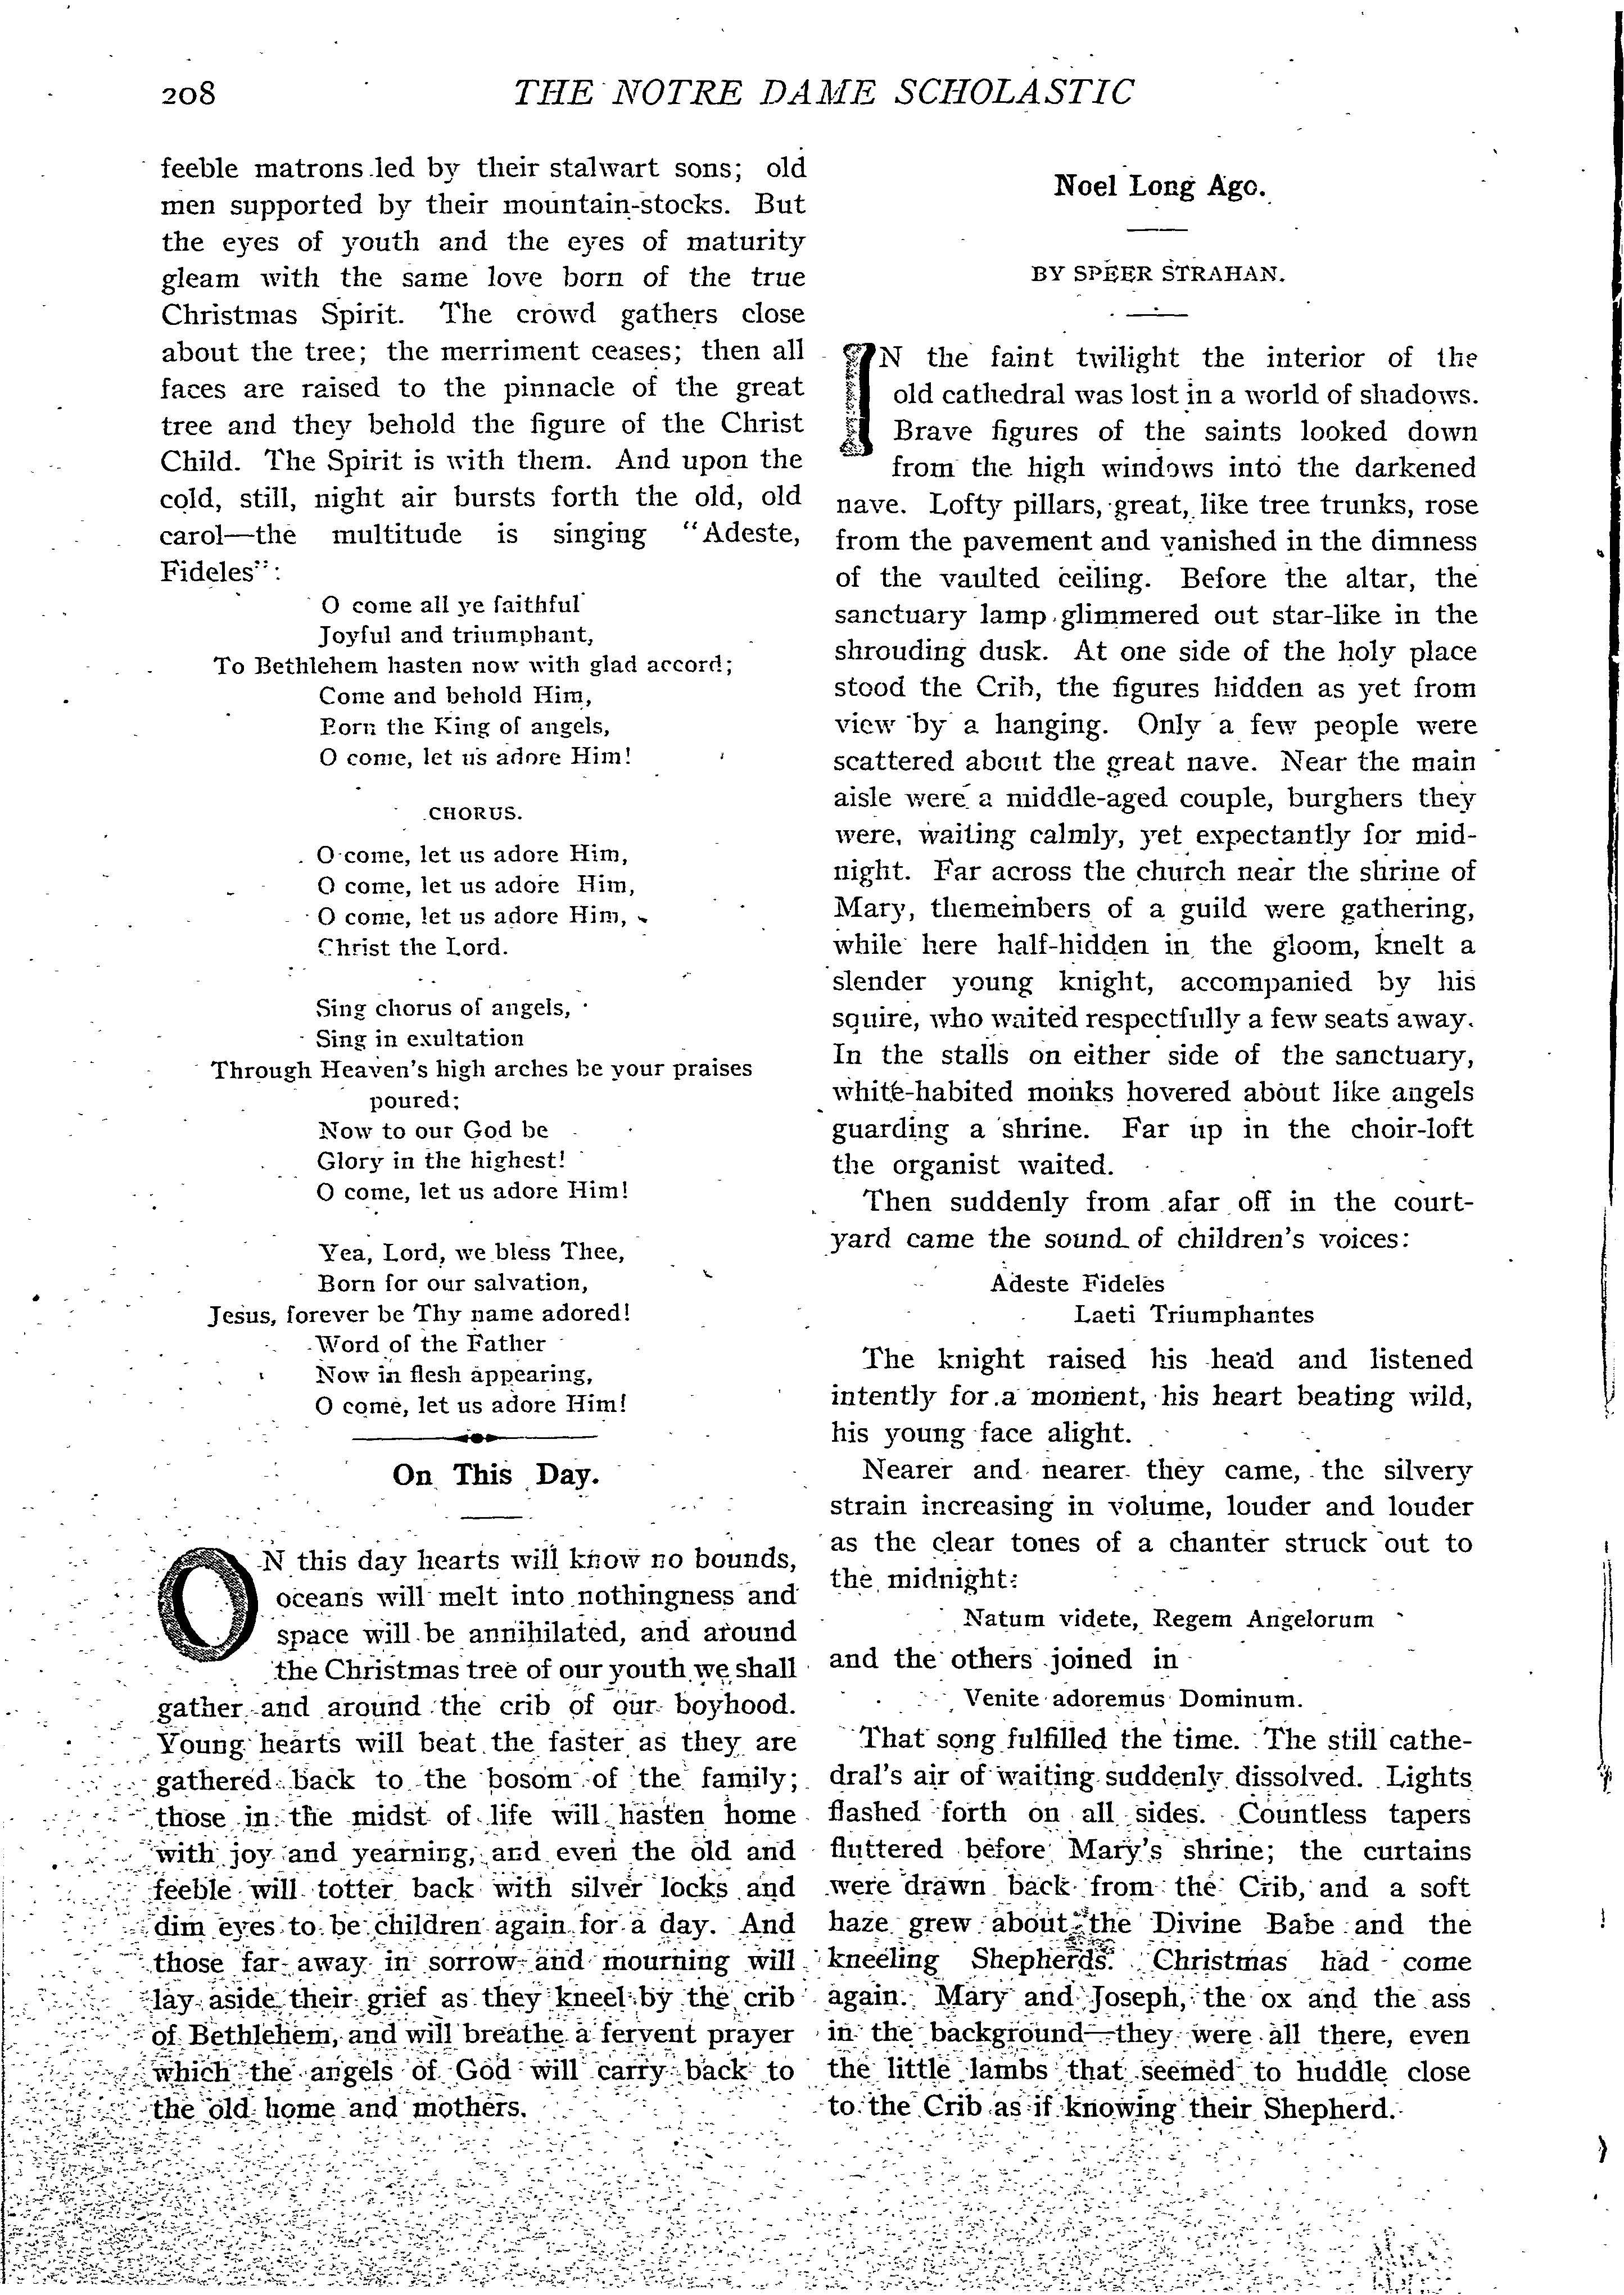 208
THE NOTRE DAME SCHOLASTIC
feeble matrons led by their stalwart sons; old
men supported by their mountain-stocks. But
the eyes of youth and the eyes of maturity
gleam with the same love born of the true
Christmas Spirit. The crowd gathers close
about the tree; the merriment ceases; then all
faces are raised to the pinnacle of the great
tree and they behold the figure of the Christ
Child. The Spirit is with them. And upon the
cold, still, night air bursts forth the old, old
carol—the multitude is singing "Adeste,
Fideles":
O come all ye faithful
Joyful and triumphant,
To Bethlehem hasten now with glad accord;
Come and behold Him,
Born the King of angels,
O come, let us adore Him!
CHORUS.
O come, let us adore Him,
O come, let us adore Him,
O come, let us adore Him,
Christ the Lord.
Sing chorus of angels,
Sing in exultation
Through Heaven's high arches be your praises
poured;
Now to our God be
Glory in the highest!
O come, let us adore Him!
Yea, Lord, we bless Thee,
Born for our salvation,
Jesus, forever be Thy name adored!
Word of the Father
Now in flesh appearing,
O come, let us adore Him!
On This Day.
ON this day hearts will know no bounds,
oceans will melt into nothingness and
space will be annihilated, and around
the Christmas tree of our youth we shall
gather and around the crib of our boyhood.
Young hearts will beat the faster as they are
gathered back to the bosom of the family;
those in the midst of life will hasten home
with joy and yearning, and even the old and
feeble will totter back with silver locks and
dim eyes to be children again for a day. And
those far away in sorrow and mourning will
lay aside their grief as they kneel by the crib
of Bethlehem, and will breathe a fervent prayer
which the angels of God will carry back to
the old home and mothers.
Noel Long Ago.
BY SPEER STRAHAN.
IN the faint twilight the interior of the
old cathedral was lost in a world of shadows.
Brave figures of the saints looked down
from the high windows into the darkened
nave. Lofty pillars, great, like tree trunks, rose
from the pavement and vanished in the dimness
of the vaulted ceiling. Before the altar, the
sanctuary lamp glimmered out star-like in the
shrouding dusk. At one side of the holy place
stood the Crib, the figures hidden as yet from
view by a hanging. Only a few people were
scattered about the great nave. Near the main
aisle were a middle-aged couple, burghers they
were, waiting calmly, yet expectantly for mid-
night. Far across the church near the shrine of
Mary, themembers of a guild were gathering,
while here half-hidden in the gloom, knelt a
slender young knight, accompanied by his
squire, who waited respectfully a few seats away.
In the stalls on either side of the sanctuary,
white-habited monks hovered about like angels
guarding a shrine. Far up in the choir-loft
the organist waited.
Then suddenly from afar off in the court-
yard came the sound of children's voices:
Adeste Fideles
Laeti Triumphantes
The knight raised his head and listened
intently for a moment, his heart beating wild,
his young face alight.
Nearer and nearer they came, the silvery
strain increasing in volume, louder and louder
as the clear tones of a chanter struck out to
the midnight:
Natum videte, Regem Angelorum
and the others joined in
Venite adoremus Dominum.
That song fulfilled the time. The still cathe-
dral's air of waiting suddenly dissolved. Lights
flashed forth on all sides. Countless tapers
fluttered before Mary's shrine; the curtains
were drawn back from the Crib, and a soft
haze grew about the Divine Babe and the
kneeling Shepherds. Christmas had come
again. Mary and Joseph, the ox and the ass
in the background—they were all there, even
the little lambs that seemed to huddle close
to the Crib as if knowing their Shepherd.